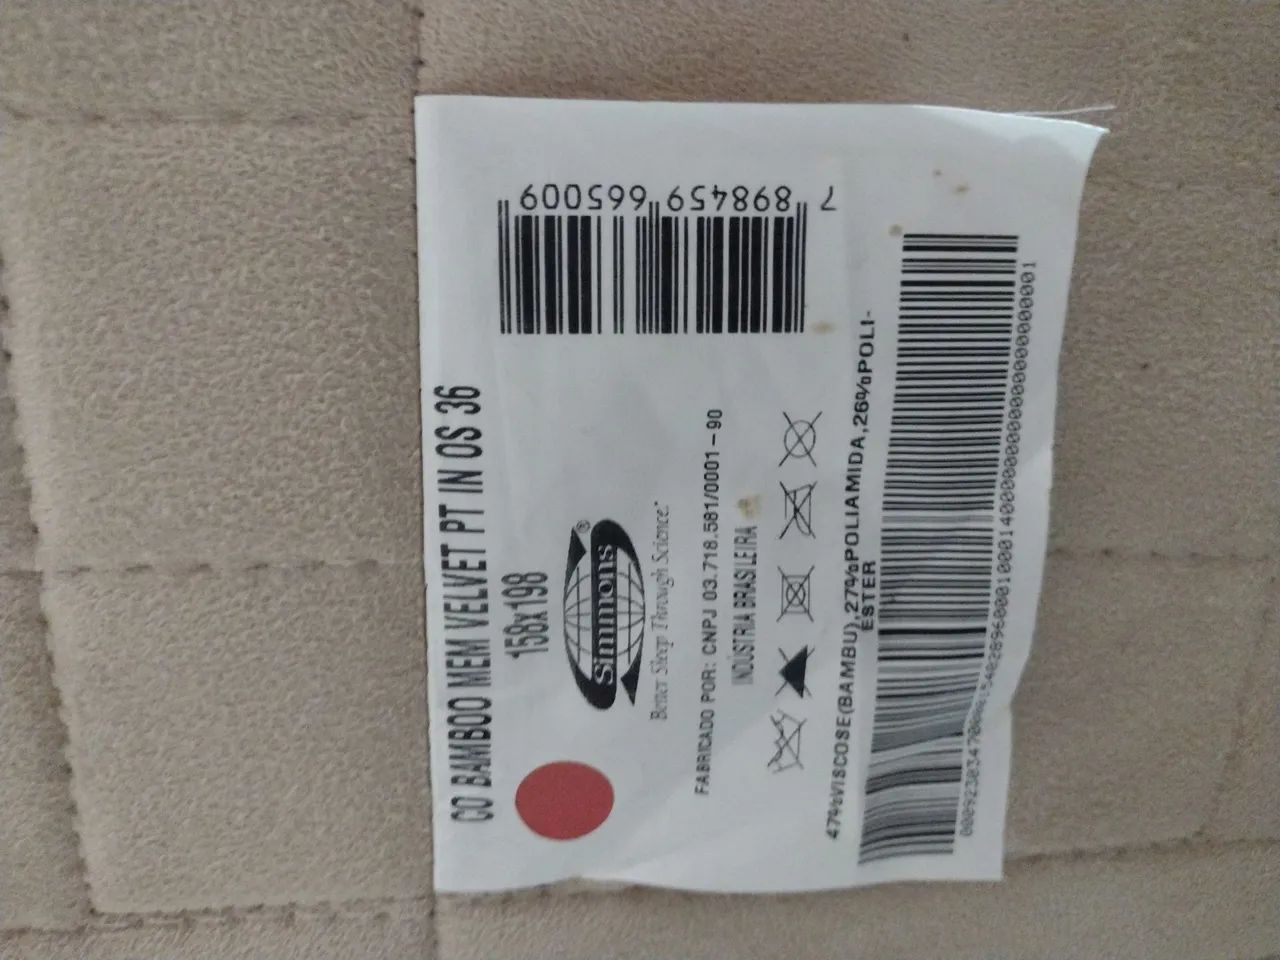 CO BAMBOO MEM VELVET PT IN OS 36
158x198
Simmons®
Better Sleep Through Science.®
FABRICADO POR: CNPJ 03.718.581/0001-90
INDÚSTRIA BRASILEIRA
7 898459 665009
47%VISCOSE(BAMBU),27%POLIAMIDA,26%POLI-
ESTER